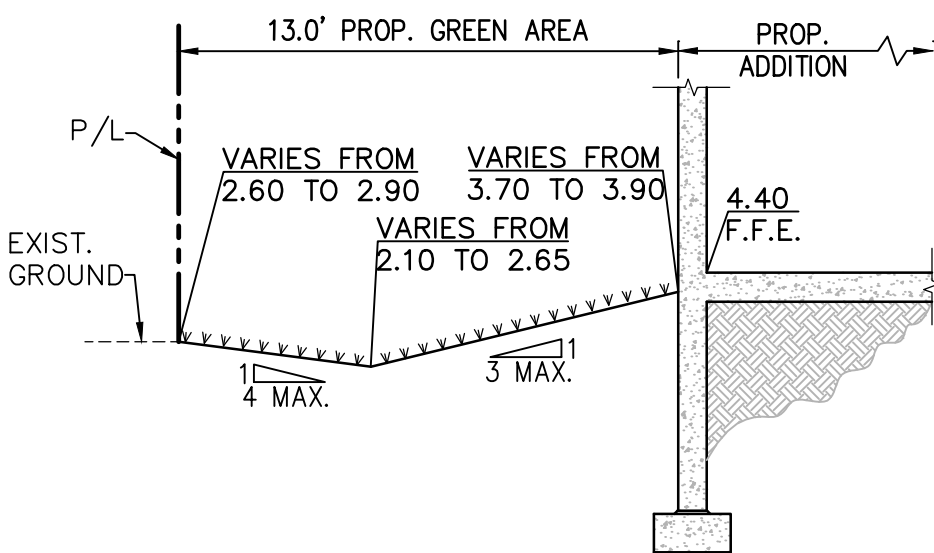 13.0' PROP. GREEN AREA
PROP.
ADDITION
P/L
VARIES FROM
2.60 TO 2.90
VARIES FROM
3.70 TO 3.90
VARIES FROM
2.10 TO 2.65
4.40
F.F.E.
EXIST.
GROUND
1
4 MAX.
1
3 MAX.